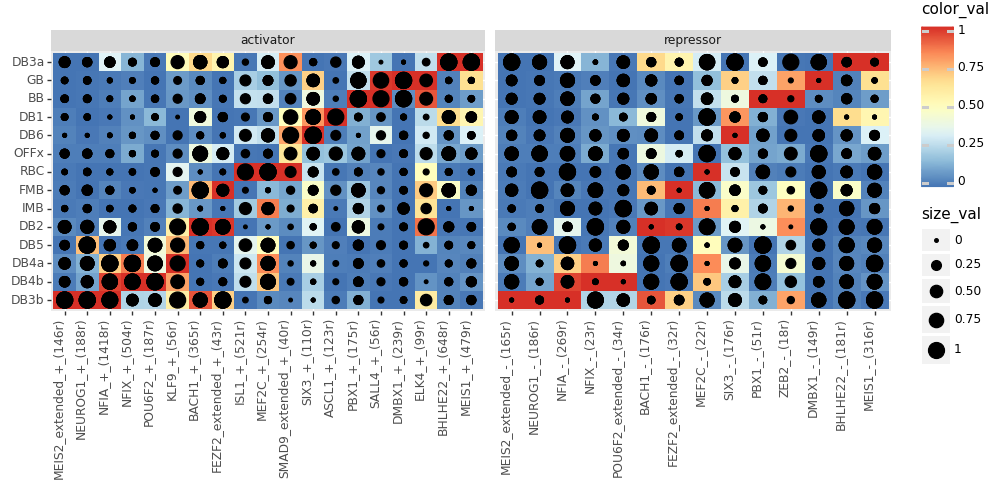 activator
repressor
DB3a
GB
BB
DB1
DB6
OFFx
RBC
FMB
IMB
DB2
DB5
DB4a
DB4b
DB3b
MEIS2_extended_+_(146r)
NEUROG1_+_(188r)
NFIA_+_(1418r)
NFIX_+_(504r)
POU6F2_+_(187r)
KLF9_+_(56r)
BACH1_+_(365r)
FEZF2_extended_+_(43r)
ISL1_+_(521r)
MEF2C_+_(254r)
SMAD9_extended_+_(40r)
SIX3_+_(110r)
ASCL1_+_(123r)
PBX1_+_(175r)
SALL4_+_(56r)
DMBX1_+_(239r)
ELK4_+_(99r)
BHLHE22_+_(648r)
MEIS1_+_(479r)
MEIS2_extended_-_(165r)
NEUROG1_-_(186r)
NFIA_-_(269r)
NFIX_-_(23r)
POU6F2_extended_-_(34r)
BACH1_-_(176r)
FEZF2_extended_-_(32r)
MEF2C_-_(22r)
SIX3_-_(176r)
PBX1_-_(51r)
ZEB2_-_(18r)
DMBX1_-_(149r)
BHLHE22_-_(181r)
MEIS1_-_(316r)
color_val
1
0.75
0.50
0.25
0
size_val
0
0.25
0.50
0.75
1